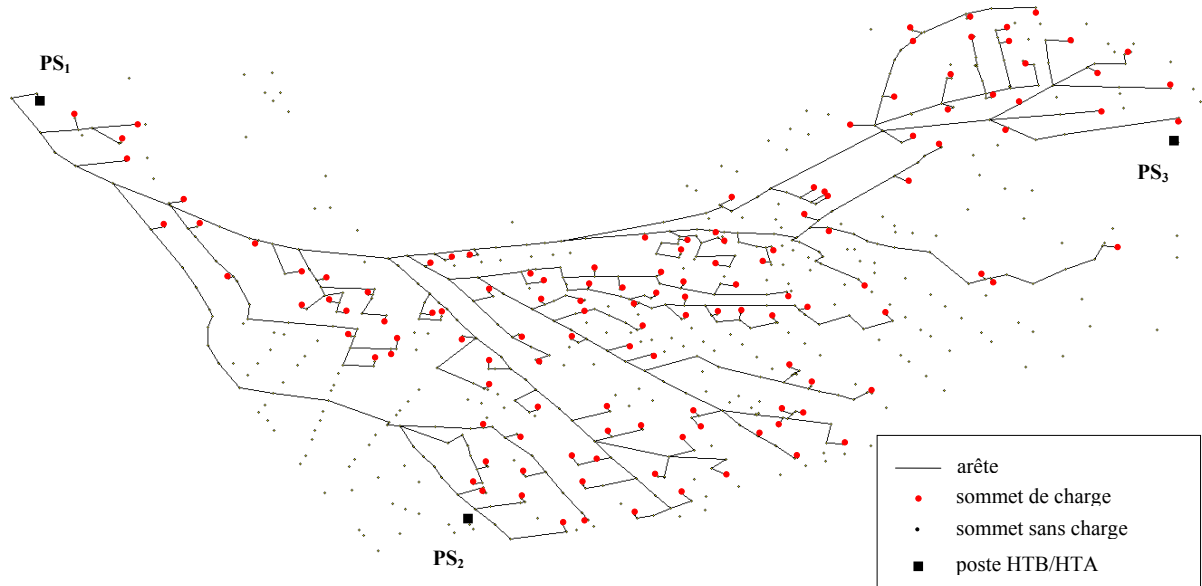 PS1
PS3
PS2
arête
sommet de charge
sommet sans charge
poste HTB/HTA